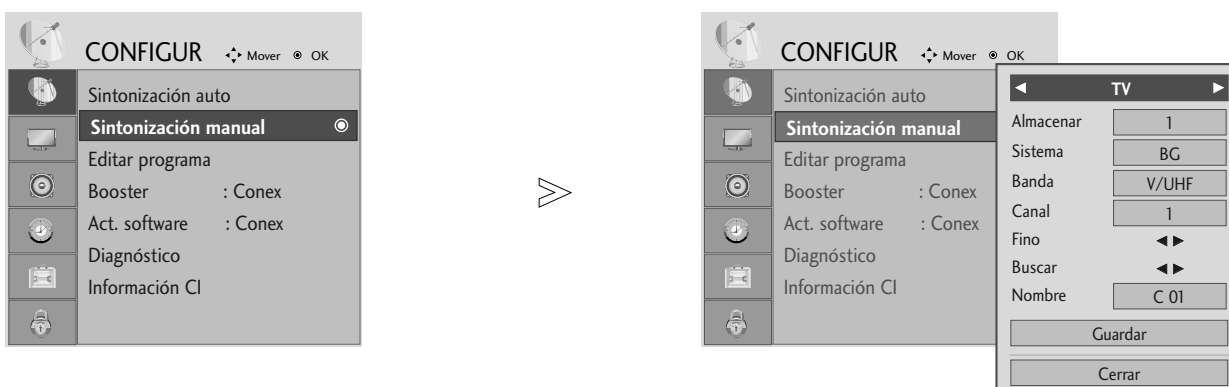 CONFIGUR Mover OK
Sintonización auto
Sintonización manual
Editar programa
Booster : Conex
Act. software : Conex
Diagnóstico
Información CI
CONFIGUR Mover OK
Sintonización auto
Sintonización manual
Editar programa
Booster : Conex
Act. software : Conex
Diagnóstico
Información CI
TV
Almacenar 1
Sistema BG
Banda V/UHF
Canal 1
Fino
Buscar
Nombre C 01
Guardar
Cerrar